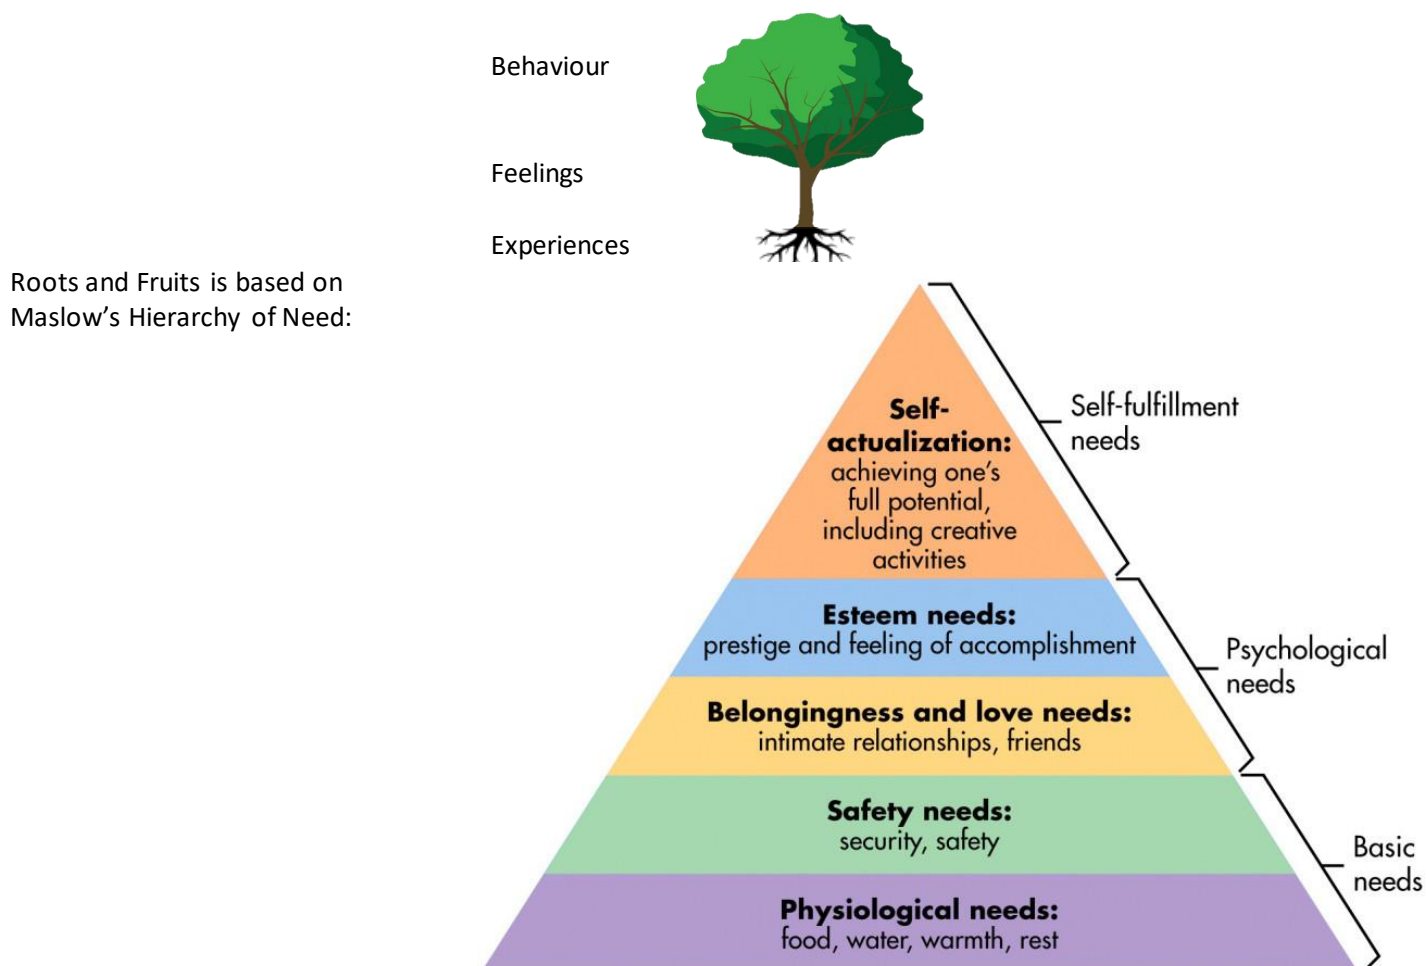 Behaviour
Feelings
Experiences
Roots and Fruits is based on
Maslow’s Hierarchy of Need:
Self-
actualization:
achieving one’s
full potential,
including creative
activities
Self-fulfillment
needs
Esteem needs:
prestige and feeling of accomplishment
Psychological
needs
Belongingness and love needs:
intimate relationships, friends
Safety needs:
security, safety
Basic
needs
Physiological needs:
food, water, warmth, rest